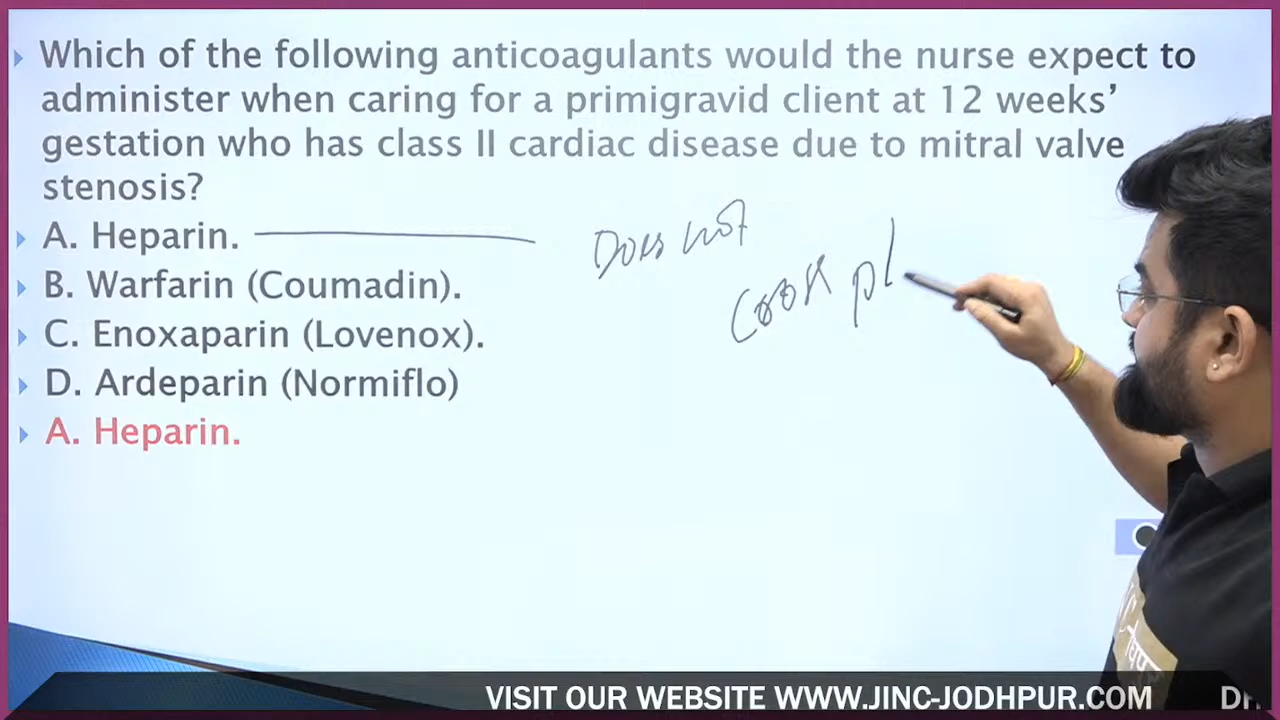 Which of the following anticoagulants would the nurse expect to
administer when caring for a primigravid client at 12 weeks'
gestation who has class II cardiac disease due to mitral valve
stenosis?
A. Heparin.
Does not
B. Warfarin (Coumadin).
C. Enoxaparin (Lovenox).
D. Ardeparin (Normiflo)
A. Heparin.
VISIT OUR WEBSITE WWW.JINC-JODHPUR.COM